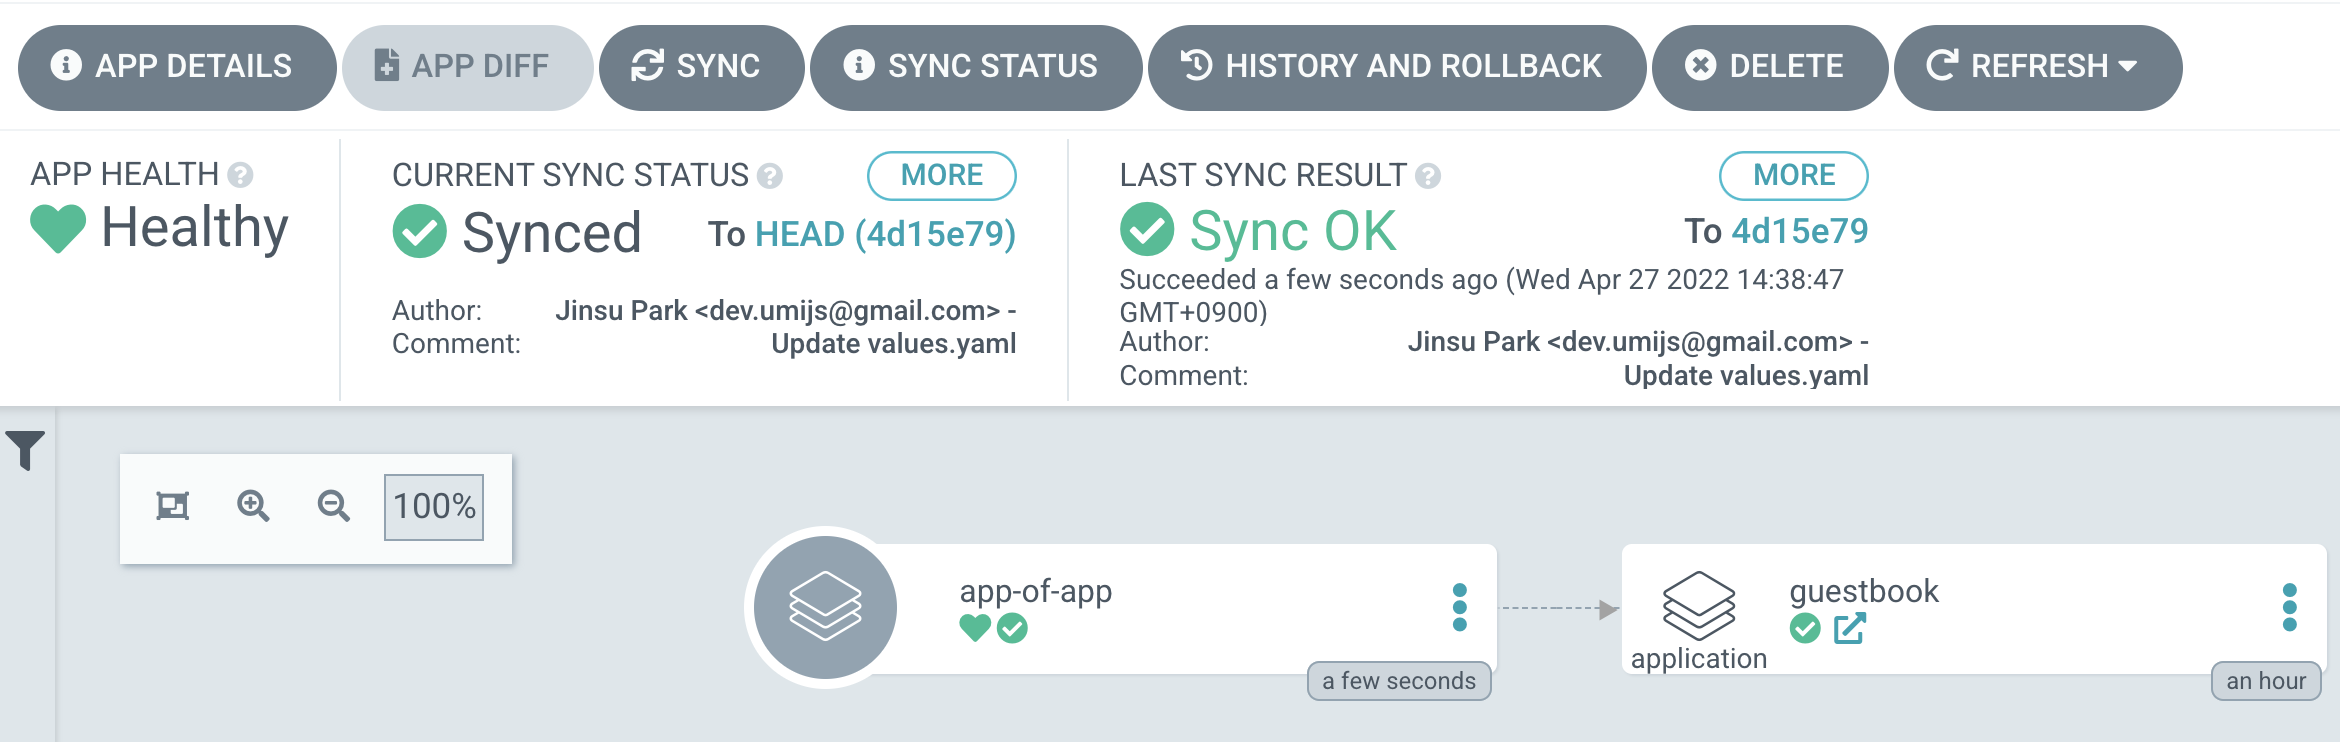 APP DETAILS APP DIFF SYNC SYNC STATUS HISTORY AND ROLLBACK DELETE REFRESH
APP HEALTH
Healthy
CURRENT SYNC STATUS MORE
Synced To HEAD (4d15e79)
Author: Jinsu Park <dev.umijs@gmail.com> -
Comment: Update values.yaml
LAST SYNC RESULT MORE
Sync OK To 4d15e79
Succeeded a few seconds ago (Wed Apr 27 2022 14:38:47
GMT+0900)
Author: Jinsu Park <dev.umijs@gmail.com> -
Comment: Update values.yaml
100%
app-of-app
a few seconds
guestbook
application
an hour